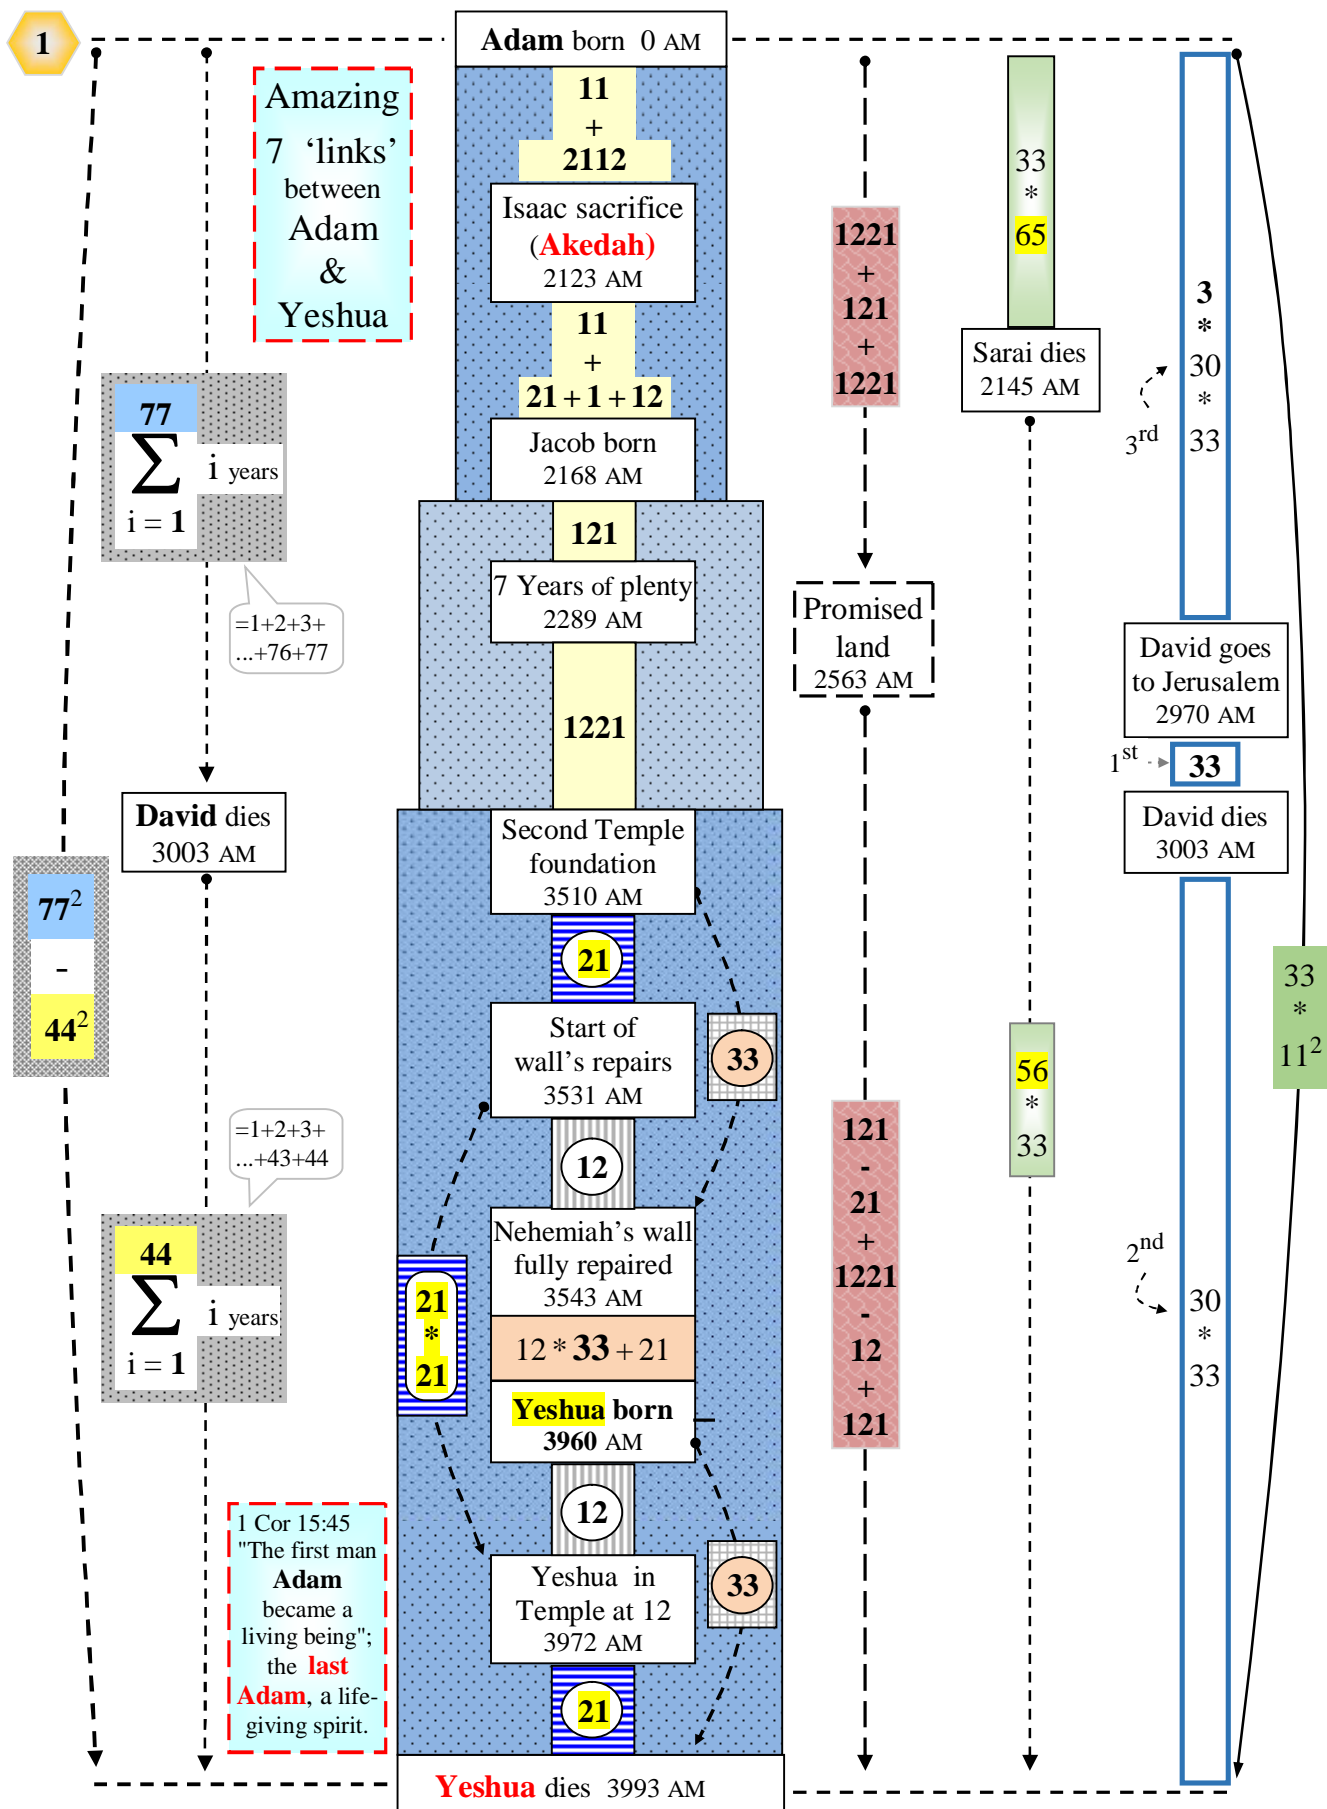 1
Adam born 0 AM
Amazing
7 ‘links’
between
Adam
&
Yeshua
11
+
2112
Isaac sacrifice
(Akedah)
2123 AM
11
+
21 + 1 + 12
Jacob born
2168 AM
121
7 Years of plenty
2289 AM
1221
Second Temple
foundation
3510 AM
21
Start of
wall’s repairs
3531 AM
33
12
Nehemiah’s wall
fully repaired
3543 AM
12 * 33 + 21
21
*
21
Yeshua born
3960 AM
12
33
Yeshua in
Temple at 12
3972 AM
21
Yeshua dies 3993 AM
77
∑ i years
i = 1
=1+2+3+
...+76+77
David dies
3003 AM
77²
-
44²
=1+2+3+
...+43+44
44
∑ i years
i = 1
1 Cor 15:45
"The first man
Adam
became a
living being";
the last
Adam, a life-
giving spirit.
1221
+
121
+
1221
Promised
land
2563 AM
121
-
21
+
1221
-
12
+
121
33
*
65
Sarai dies
2145 AM
56
*
33
3
*
30
*
33
3rd
David goes
to Jerusalem
2970 AM
1st
33
David dies
3003 AM
2nd
30
*
33
33
*
11²